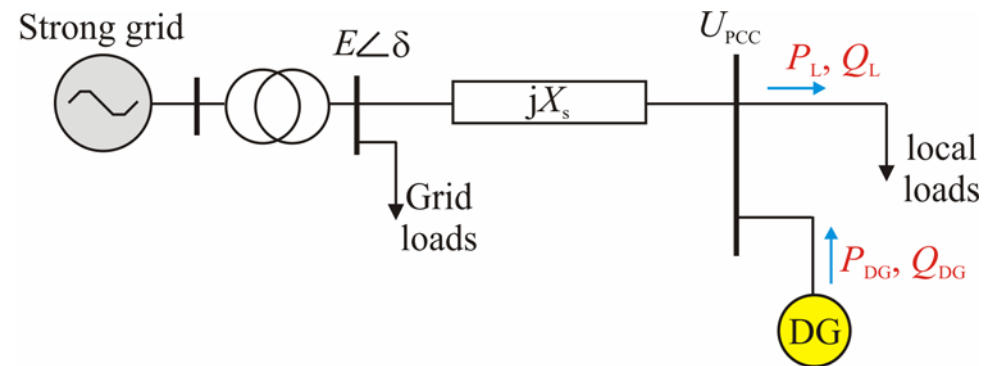 Strong grid
E∠δ
U_PCC
P_L, Q_L
jX_s
local
loads
Grid
loads
P_DG, Q_DG
DG